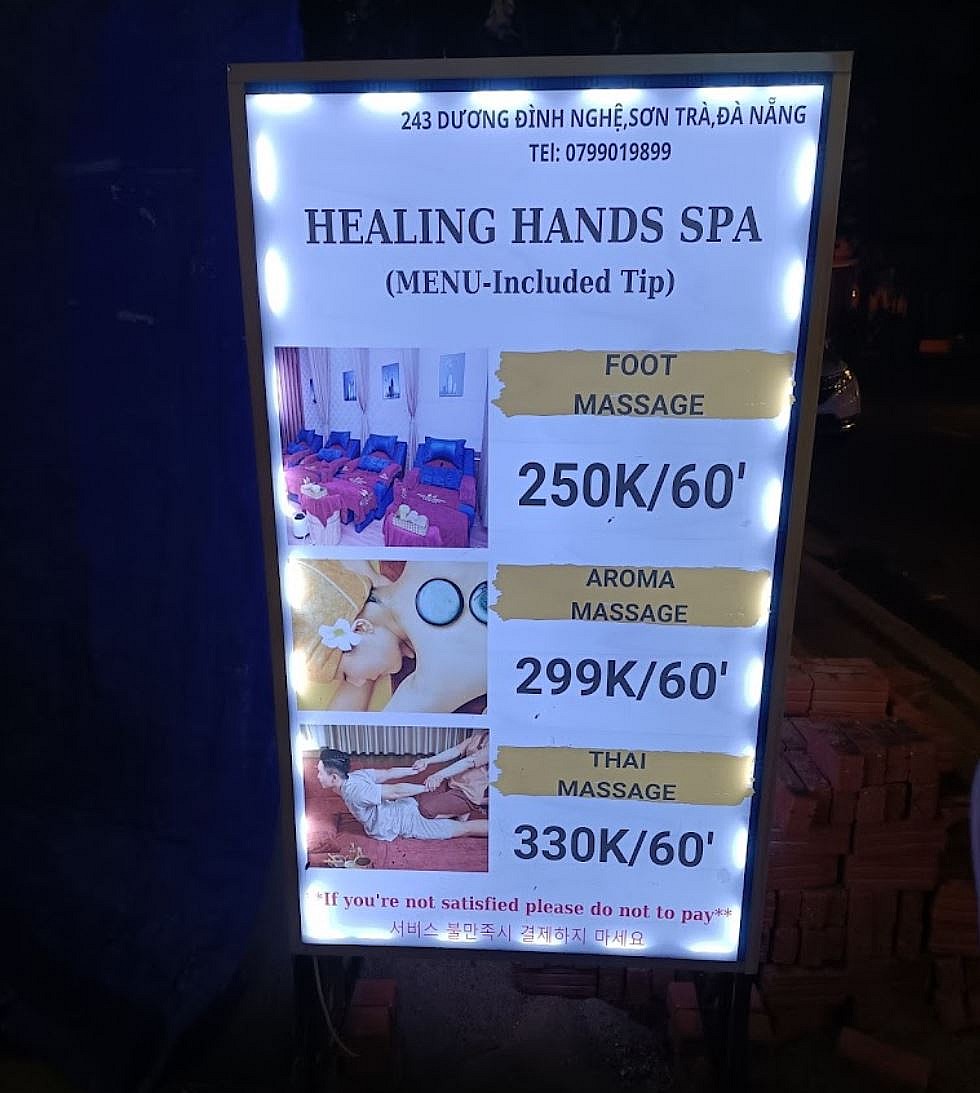 243 DƯƠNG ĐÌNH NGHỆ,SƠN TRÀ,ĐÀ NẴNG
TEl: 0799019899
HEALING HANDS SPA
(MENU-Included Tip)
FOOT
MASSAGE
250K/60'
AROMA
MASSAGE
299K/60'
THAI
MASSAGE
330K/60'
*If you're not satisfied please do not to pay**
서비스 불만족시 결제하지 마세요